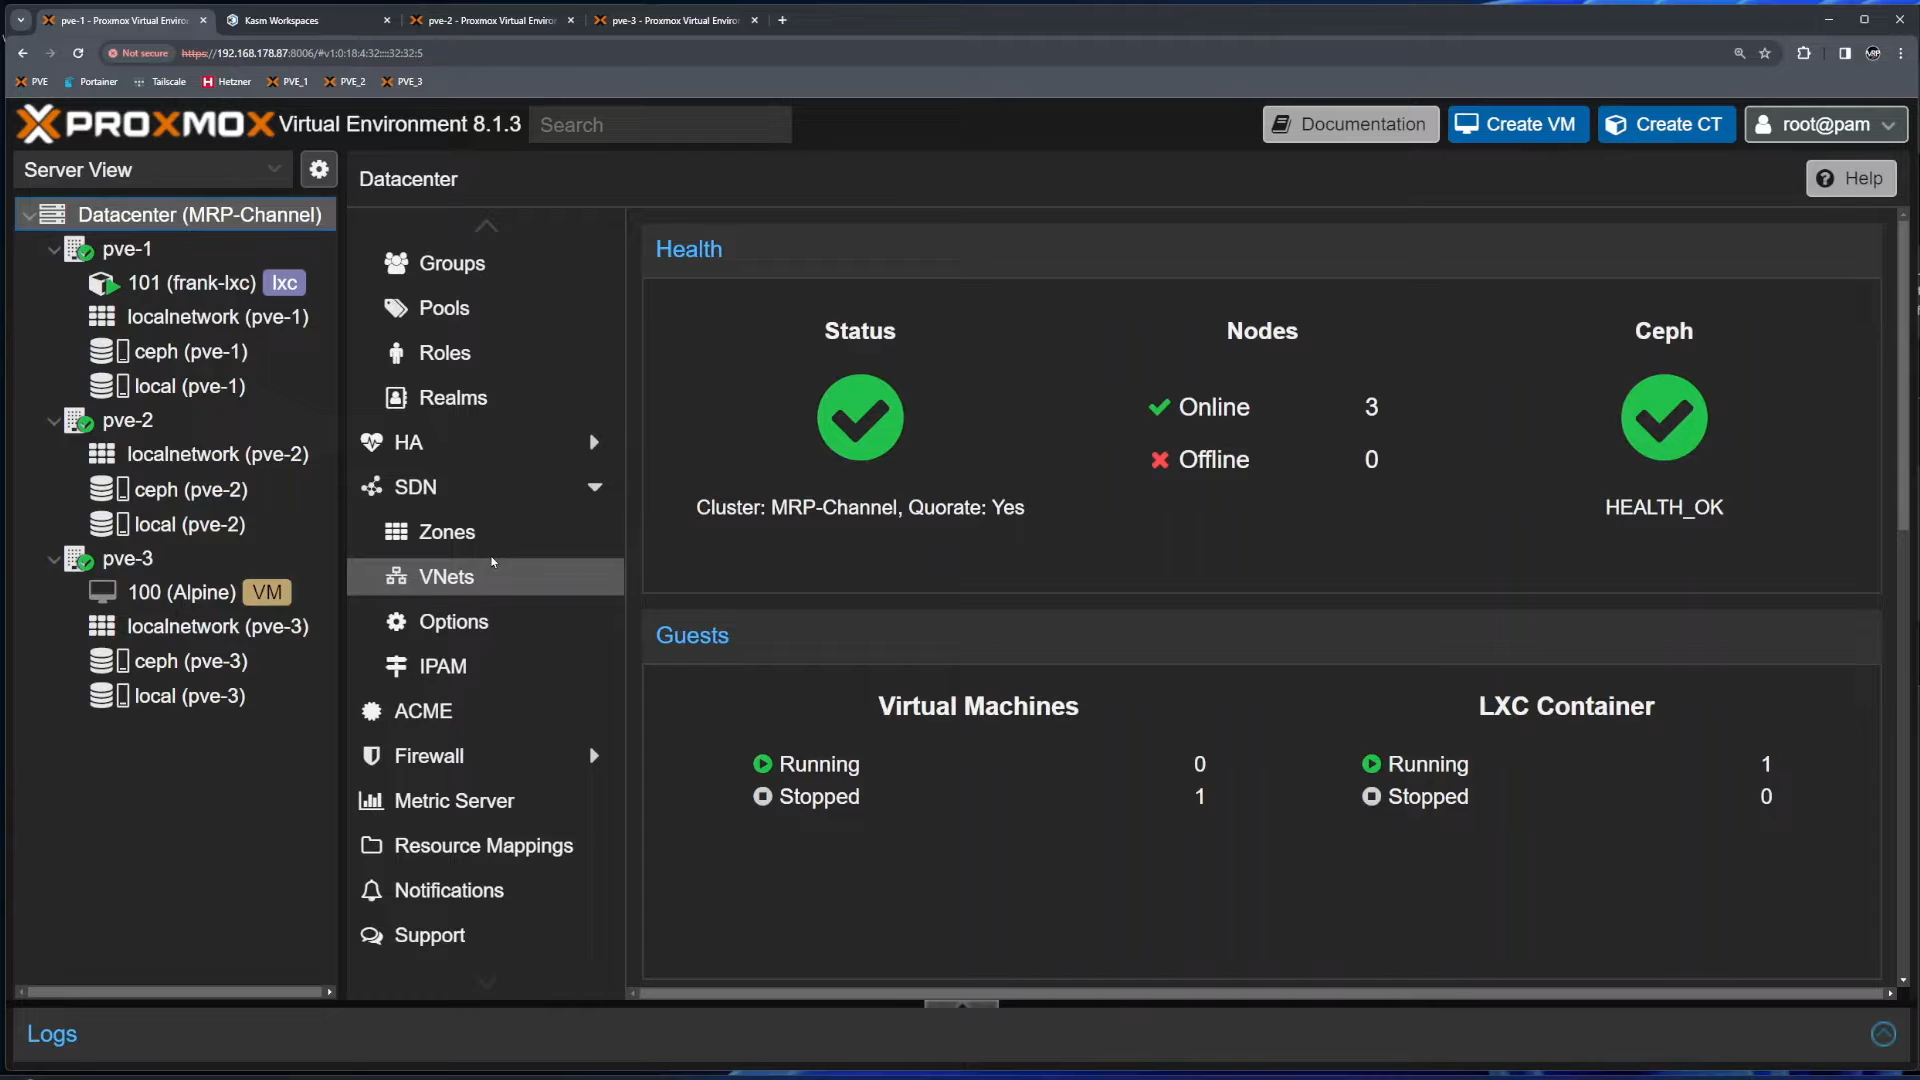 pve-1 - Proxmox Virtual Enviro
Kasm Workspaces
pve-2 - Proxmox Virtual Enviro
pve-3 - Proxmox Virtual Enviro
Not secure
https://192.168.178.87:8006/#v1:0:18:4:32::::32:32:5
PVE
Portainer
Tailscale
Hetzner
PVE_1
PVE_2
PVE_3
PROXMOX
Virtual Environment 8.1.3
Search
Documentation
Create VM
Create CT
root@pam
Server View
Datacenter
Help
Datacenter (MRP-Channel)
pve-1
101 (frank-lxc) lxc
localnetwork (pve-1)
ceph (pve-1)
local (pve-1)
pve-2
localnetwork (pve-2)
ceph (pve-2)
local (pve-2)
pve-3
100 (Alpine) VM
localnetwork (pve-3)
ceph (pve-3)
local (pve-3)
Groups
Pools
Roles
Realms
HA
SDN
Zones
VNets
Options
IPAM
ACME
Firewall
Metric Server
Resource Mappings
Notifications
Support
Health
Status
Nodes
Ceph
Online 3
Offline 0
Cluster: MRP-Channel, Quorate: Yes
HEALTH_OK
Guests
Virtual Machines
LXC Container
Running 0
Running 1
Stopped 1
Stopped 0
Logs